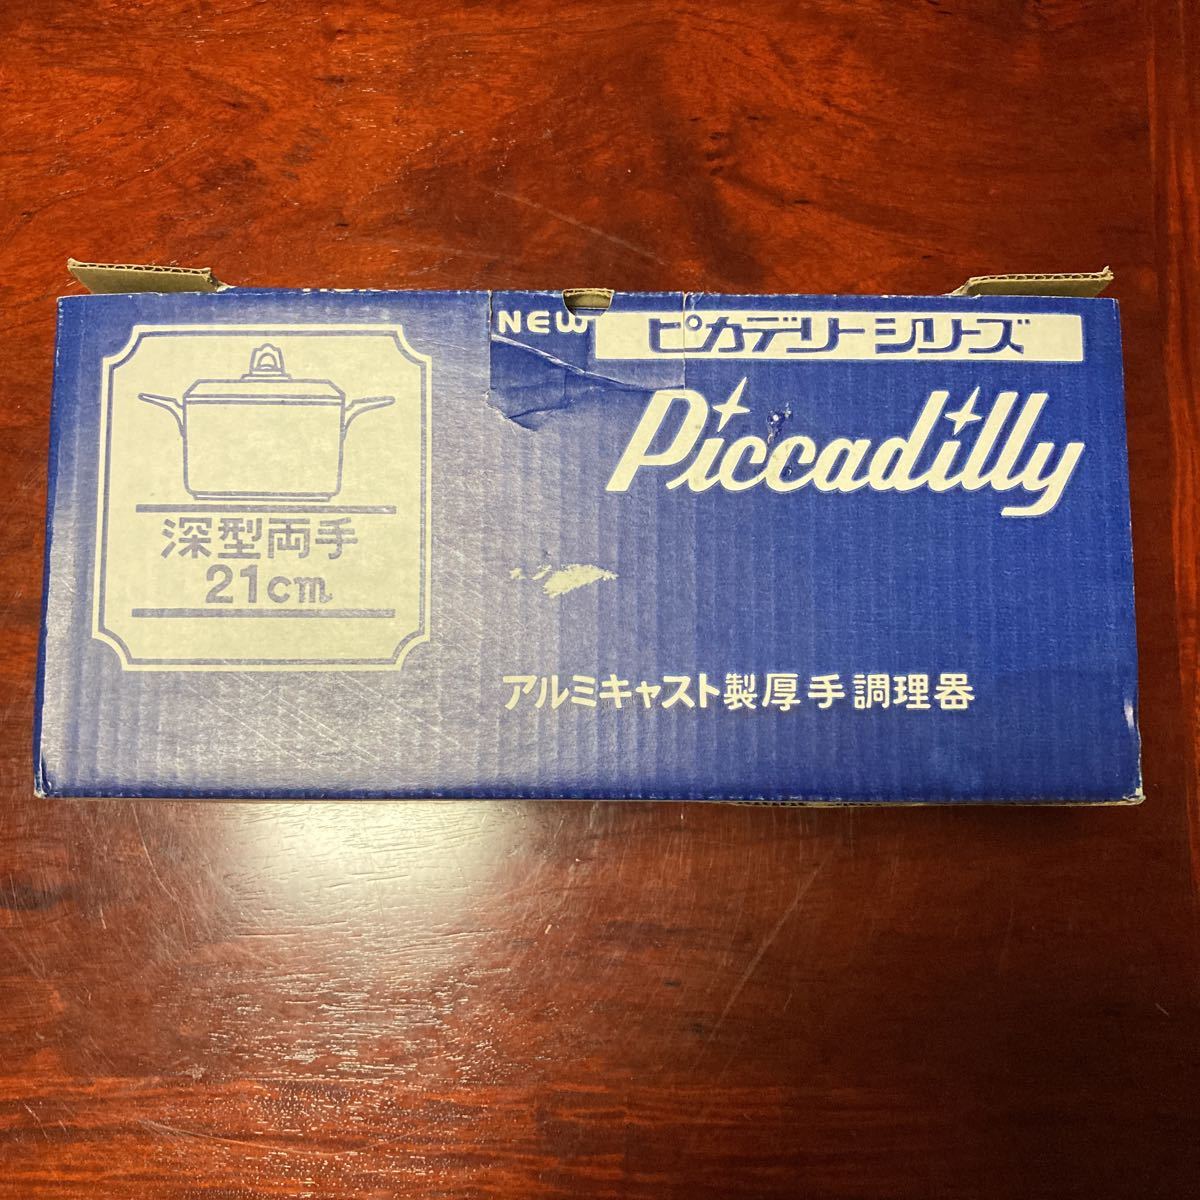 NEW ピカデリーシリーズ
Piccadilly
深型両手
21cm
アルミキャスト製厚手調理器